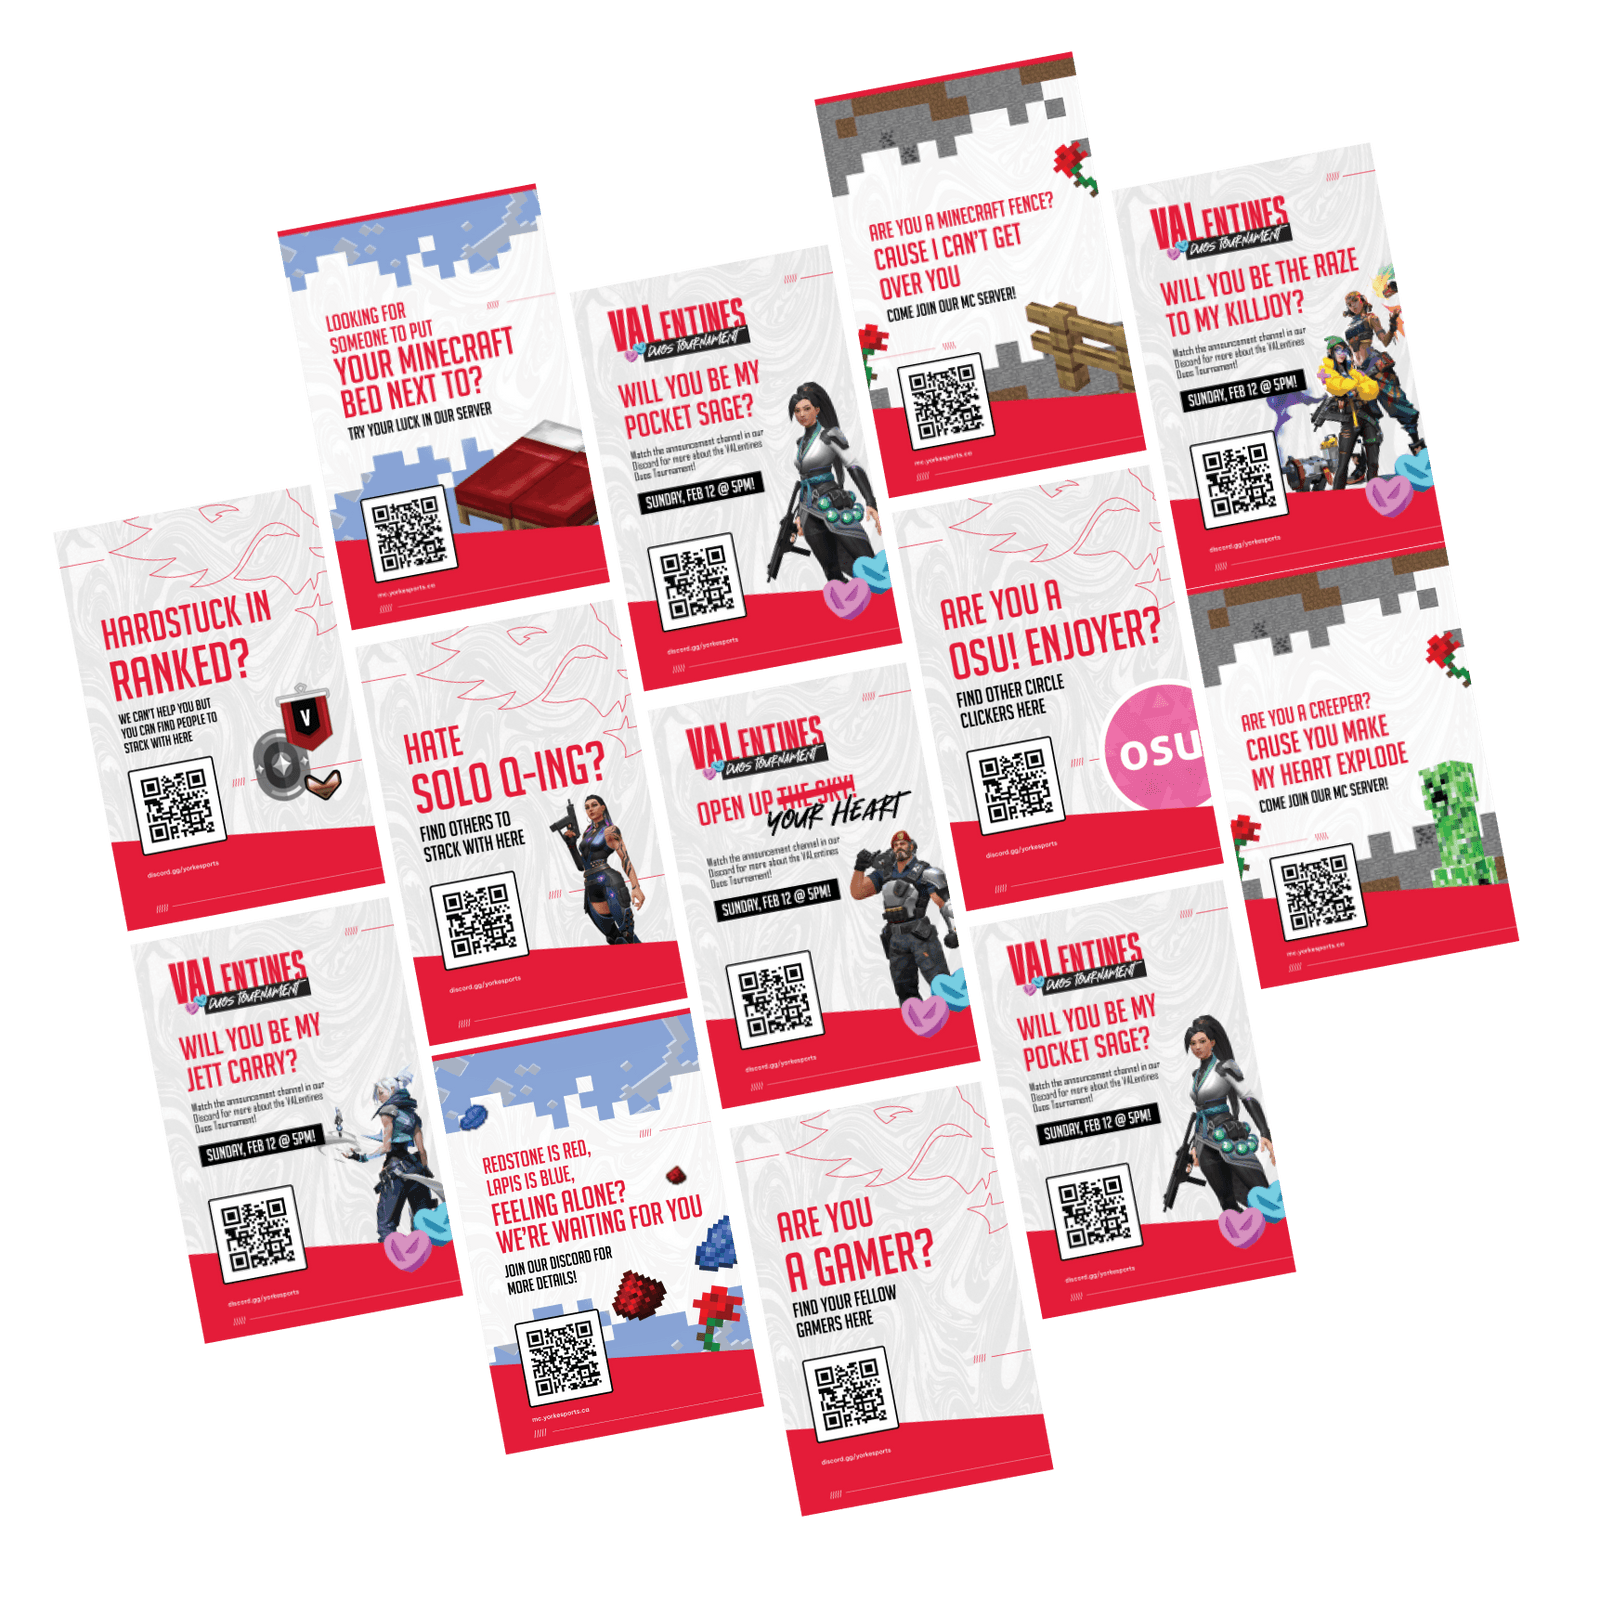 LOOKING FOR
SOMEONE TO PUT
YOUR MINECRAFT
BED NEXT TO?
TRY YOUR LUCK IN OUR SERVER
mc.yorkesports.ca
VALENTINES
DUOS TOURNAMENT
WILL YOU BE MY
POCKET SAGE?
Watch the announcement channel in our
Discord for more about the VALentines
Duos Tournament!
SUNDAY, FEB 12 @ 5PM!
discord.gg/yorkesports
ARE YOU A MINECRAFT FENCE?
CAUSE I CAN'T GET
OVER YOU
COME JOIN OUR MC SERVER!
mc.yorkesports.ca
VALENTINES
DUOS TOURNAMENT
WILL YOU BE THE RAZE
TO MY KILLJOY?
Watch the announcement channel in our
Discord for more about the VALentines
Duos Tournament!
SUNDAY, FEB 12 @ 5PM!
discord.gg/yorkesports
HARDSTUCK IN
RANKED?
WE CAN'T HELP YOU BUT
YOU CAN FIND PEOPLE TO
STACK WITH HERE
V
discord.gg/yorkesports
HATE
SOLO Q-ING?
FIND OTHERS TO
STACK WITH HERE
discord.gg/yorkesports
VALENTINES
DUOS TOURNAMENT
OPEN UP THE SKY!
YOUR HEART
Watch the announcement channel in our
Discord for more about the VALentines
Duos Tournament!
SUNDAY, FEB 12 @ 5PM!
discord.gg/yorkesports
ARE YOU A
OSU! ENJOYER?
FIND OTHER CIRCLE
CLICKERS HERE
osu
discord.gg/yorkesports
ARE YOU A CREEPER?
CAUSE YOU MAKE
MY HEART EXPLODE
COME JOIN OUR MC SERVER!
mc.yorkesports.ca
VALENTINES
DUOS TOURNAMENT
WILL YOU BE MY
JETT CARRY?
Watch the announcement channel in our
Discord for more about the VALentines
Duos Tournament!
SUNDAY, FEB 12 @ 5PM!
discord.gg/yorkesports
REDSTONE IS RED,
LAPIS IS BLUE,
FEELING ALONE?
WE'RE WAITING FOR YOU
JOIN OUR DISCORD FOR
MORE DETAILS!
mc.yorkesports.ca
ARE YOU
A GAMER?
FIND YOUR FELLOW
GAMERS HERE
discord.gg/yorkesports
VALENTINES
DUOS TOURNAMENT
WILL YOU BE MY
POCKET SAGE?
Watch the announcement channel in our
Discord for more about the VALentines
Duos Tournament!
SUNDAY, FEB 12 @ 5PM!
discord.gg/yorkesports